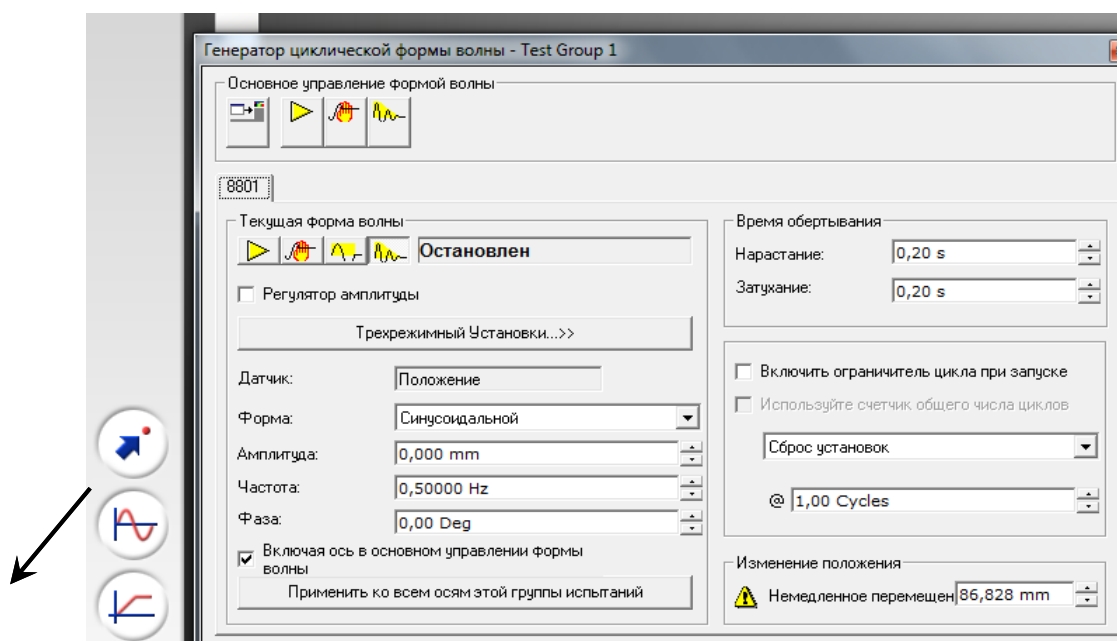 Генератор циклической формы волны - Test Group 1
Основное управление формой волны
8801
Текущая форма волны
Остановлен
Регулятор амплитуды
Трехрежимный Установки...>>
Датчик:
Положение
Форма:
Синусоидальной
Амплитуда:
0,000 mm
Частота:
0,50000 Hz
Фаза:
0,00 Deg
Включая ось в основном управлении формы
волны
Применить ко всем осям этой группы испытаний
Время обертывания
Нарастание:
0,20 s
Затухание:
0,20 s
Включить ограничитель цикла при запуске
Используйте счетчик общего числа циклов
Сброс установок
@ 1,00 Cycles
Изменение положения
Немедленное перемещен 86,828 mm